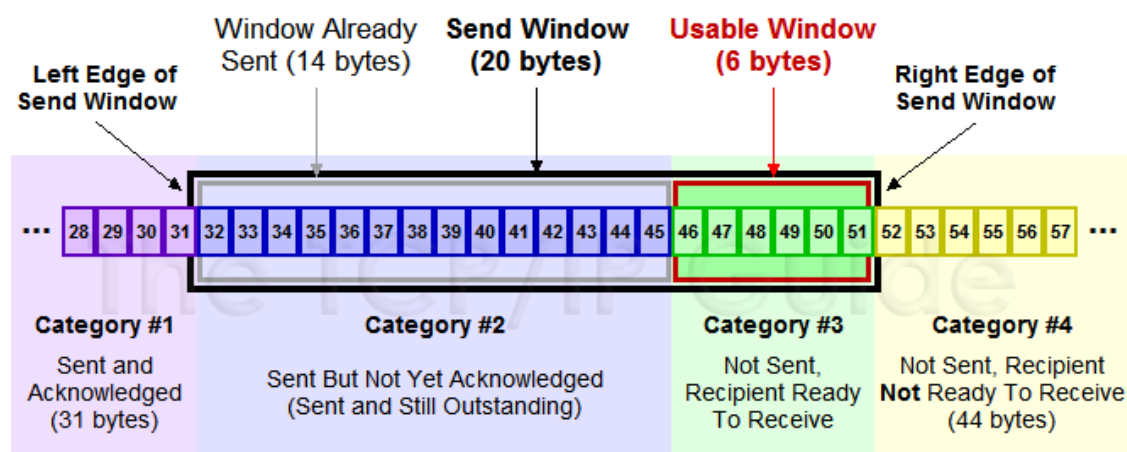 Window Already
Sent (14 bytes)
Send Window
(20 bytes)
Usable Window
(6 bytes)
Left Edge of
Send Window
Right Edge of
Send Window
... 28 29 30 31 32 33 34 35 36 37 38 39 40 41 42 43 44 45 46 47 48 49 50 51 52 53 54 55 56 57 ...
The TCP/IP Guide
Category #1
Sent and
Acknowledged
(31 bytes)
Category #2
Sent But Not Yet Acknowledged
(Sent and Still Outstanding)
Category #3
Not Sent,
Recipient Ready
To Receive
Category #4
Not Sent, Recipient
Not Ready To Receive
(44 bytes)